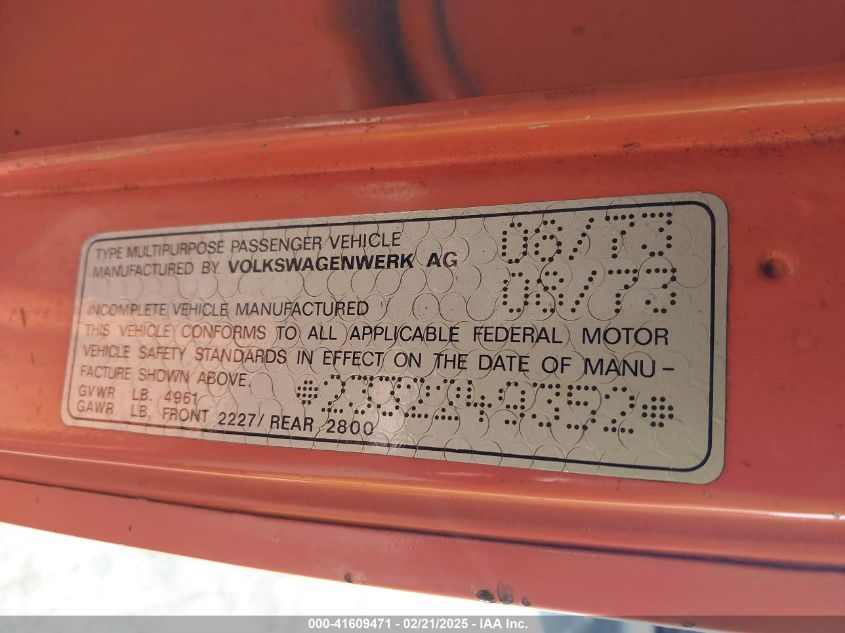 TYPE MULTIPURPOSE PASSENGER VEHICLE 06/73
MANUFACTURED BY VOLKSWAGENWERK AG
INCOMPLETE VEHICLE MANUFACTURED
THIS VEHICLE CONFORMS TO ALL APPLICABLE FEDERAL MOTOR
VEHICLE SAFETY STANDARDS IN EFFECT ON THE DATE OF MANU-
FACTURE SHOWN ABOVE.
*2332249352*
GVWR LB. 4961
GAWR LB. FRONT 2227/ REAR 2800
000-41609471 - 02/21/2025 - IAA Inc.